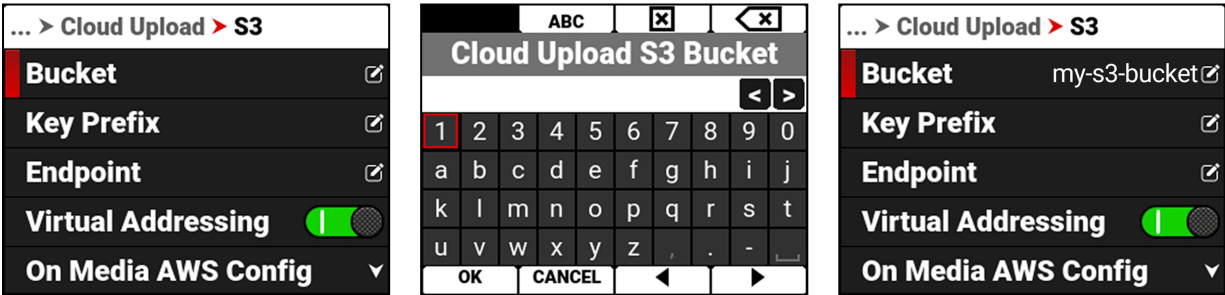 ... > Cloud Upload > S3
Bucket
Key Prefix
Endpoint
Virtual Addressing
On Media AWS Config
ABC
Cloud Upload S3 Bucket
< >
1 2 3 4 5 6 7 8 9 0
a b c d e f g h i j
k l m n o p q r s t
u v w x y z , . -
OK CANCEL
... > Cloud Upload > S3
Bucket my-s3-bucket
Key Prefix
Endpoint
Virtual Addressing
On Media AWS Config